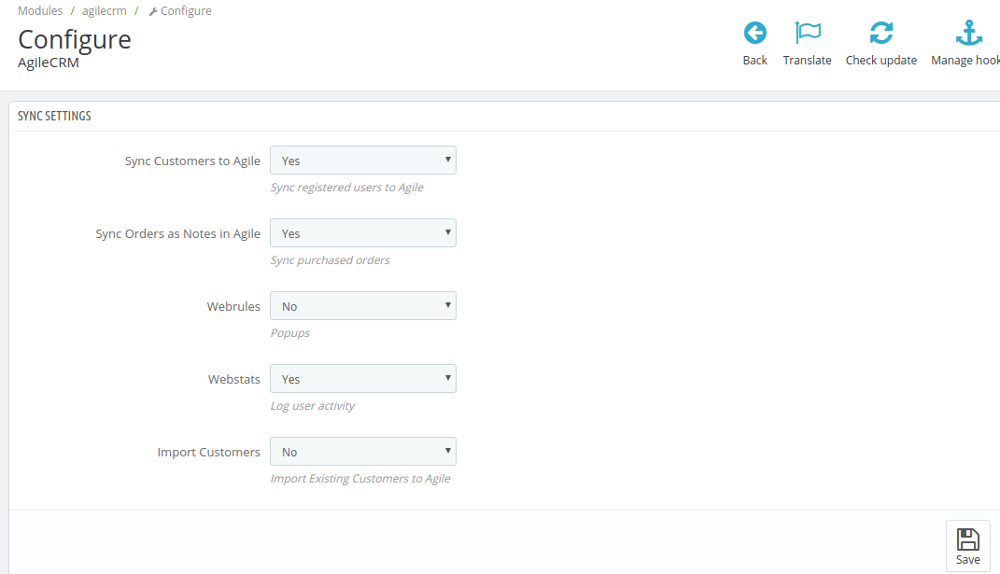 Modules / agilecrm / Configure
Configure
AgileCRM
Back Translate Check update Manage hook
SYNC SETTINGS
Sync Customers to Agile Yes
Sync registered users to Agile
Sync Orders as Notes in Agile Yes
Sync purchased orders
Webrules No
Popups
Webstats Yes
Log user activity
Import Customers No
Import Existing Customers to Agile
Save